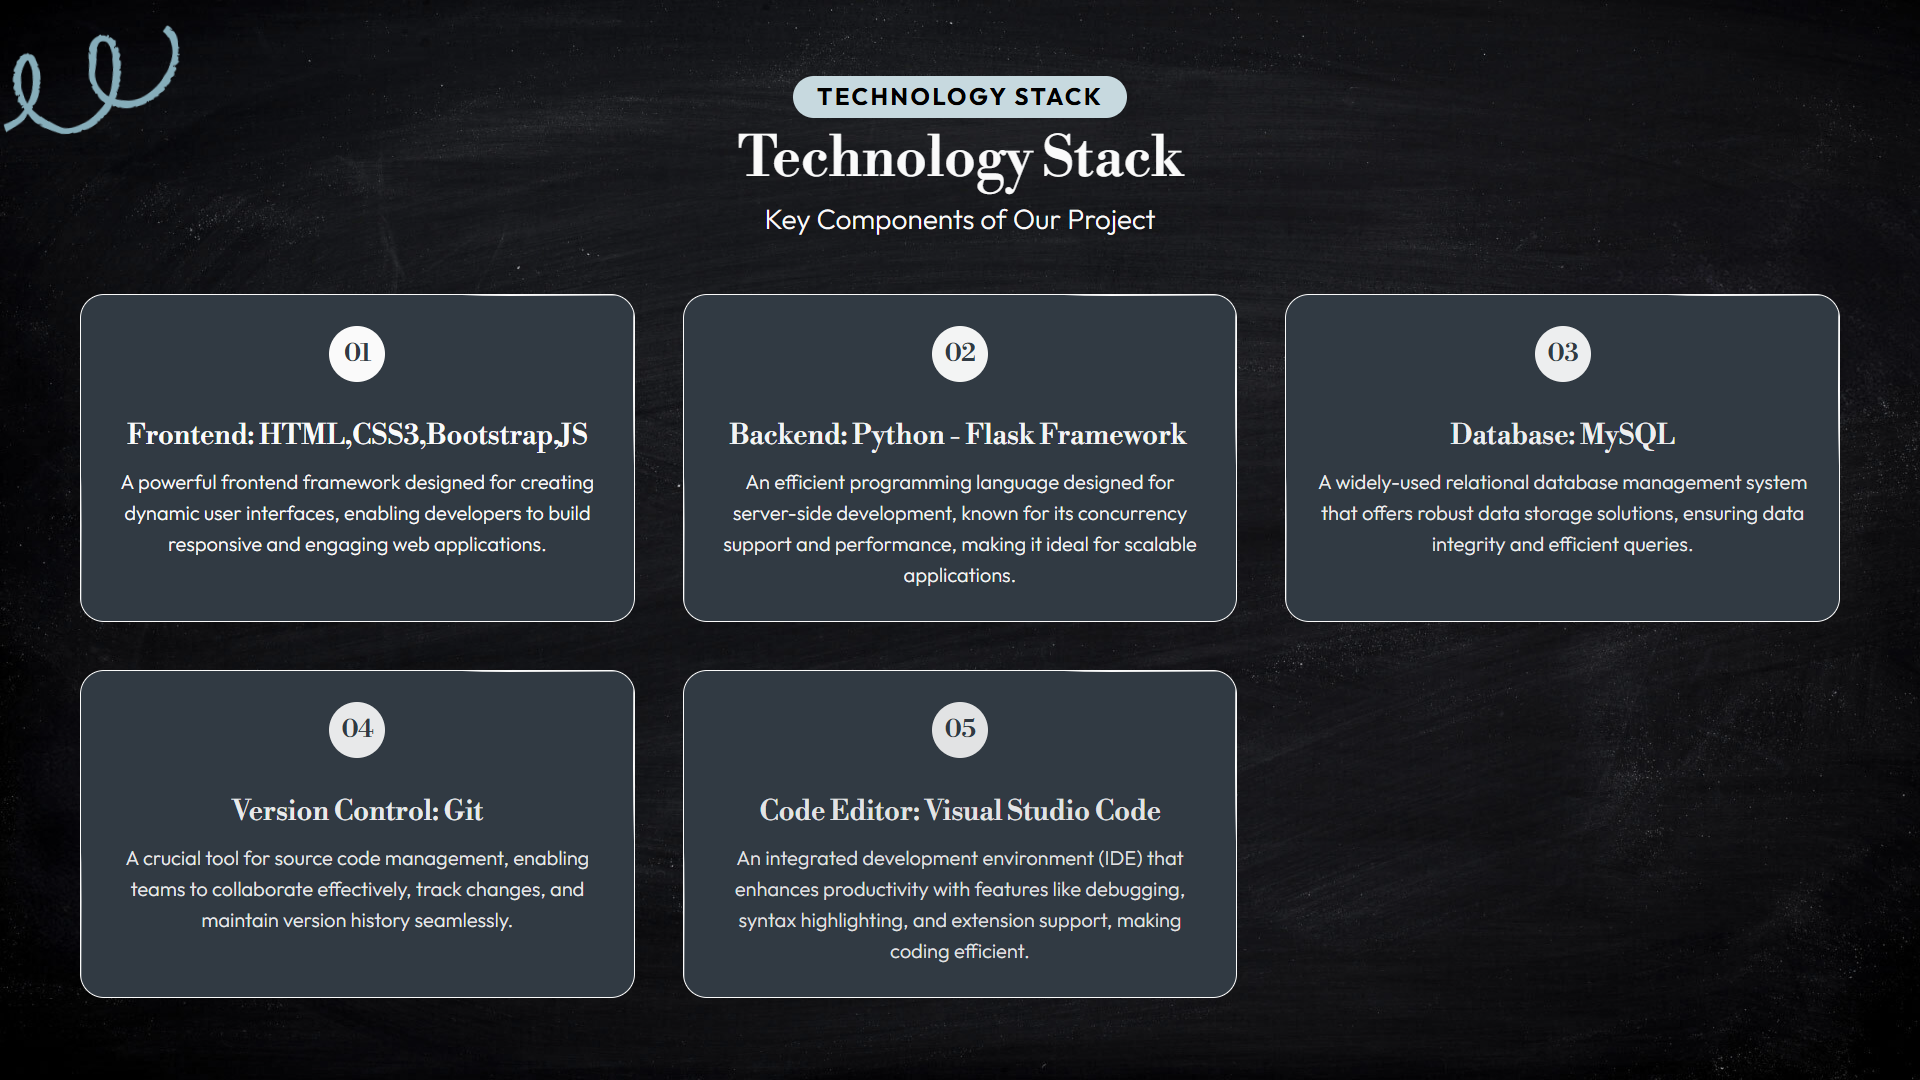 TECHNOLOGY STACK
Technology Stack
Key Components of Our Project
01
Frontend: HTML,CSS3,Bootstrap,JS
A powerful frontend framework designed for creating
dynamic user interfaces, enabling developers to build
responsive and engaging web applications.
02
Backend: Python - Flask Framework
An efficient programming language designed for
server-side development, known for its concurrency
support and performance, making it ideal for scalable
applications.
03
Database: MySQL
A widely-used relational database management system
that offers robust data storage solutions, ensuring data
integrity and efficient queries.
04
Version Control: Git
A crucial tool for source code management, enabling
teams to collaborate effectively, track changes, and
maintain version history seamlessly.
05
Code Editor: Visual Studio Code
An integrated development environment (IDE) that
enhances productivity with features like debugging,
syntax highlighting, and extension support, making
coding efficient.